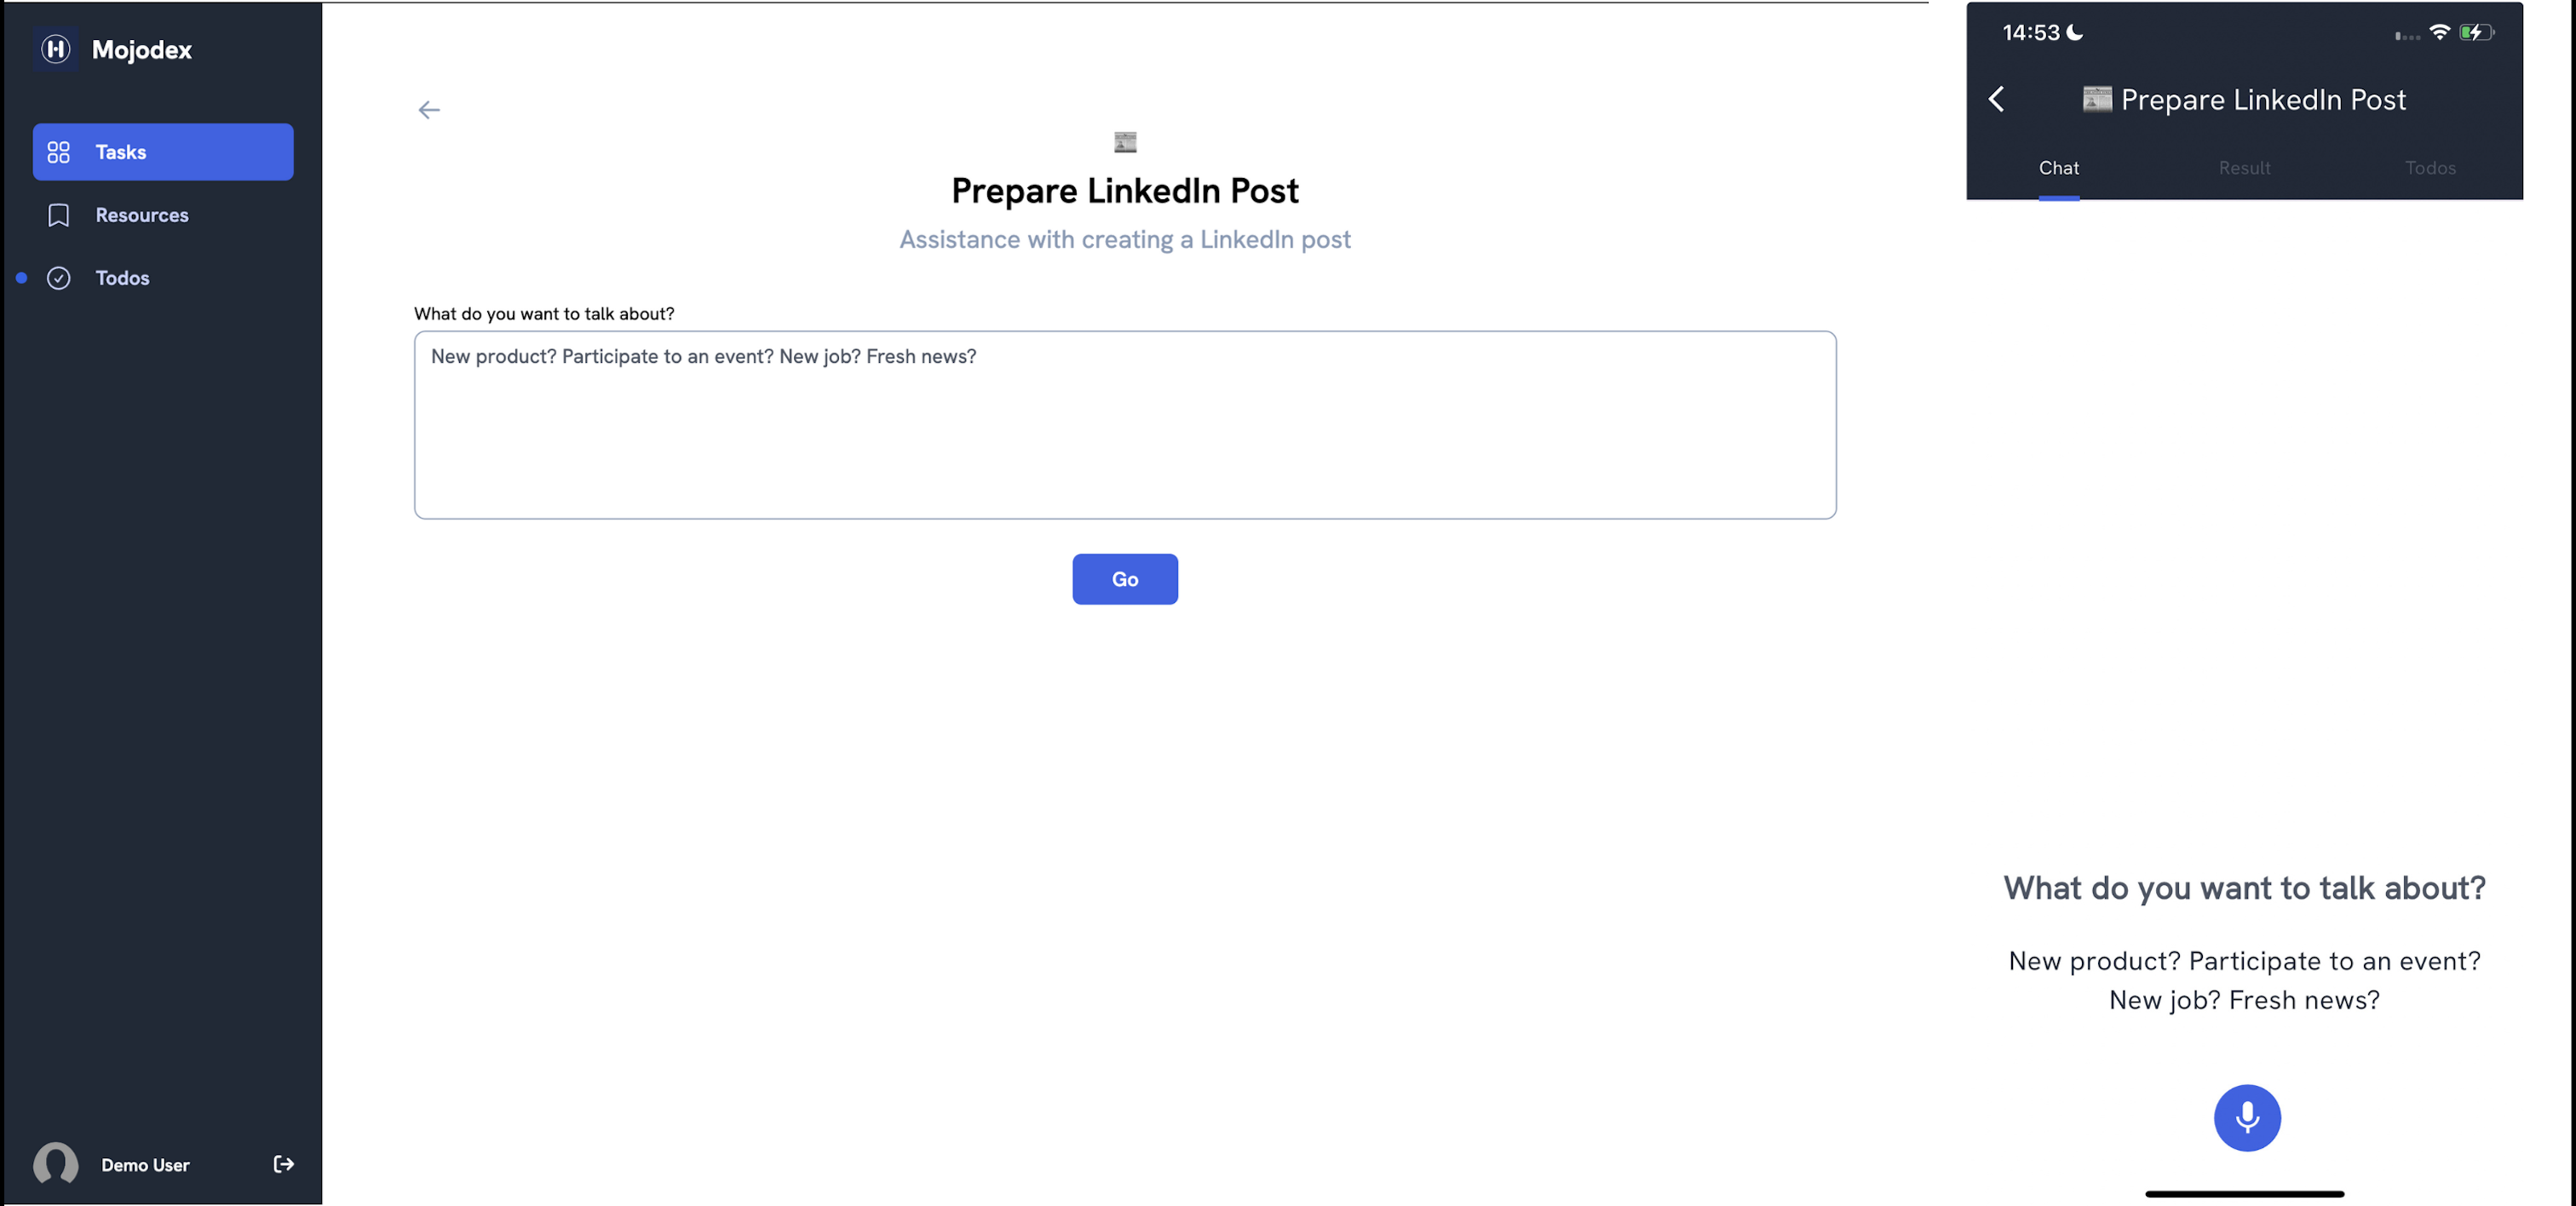 Mojodex
Tasks
Resources
Todos
Demo User
Prepare LinkedIn Post
Assistance with creating a LinkedIn post
What do you want to talk about?
New product? Participate to an event? New job? Fresh news?
Go
14:53
Prepare LinkedIn Post
Chat
Result
Todos
What do you want to talk about?
New product? Participate to an event?
New job? Fresh news?